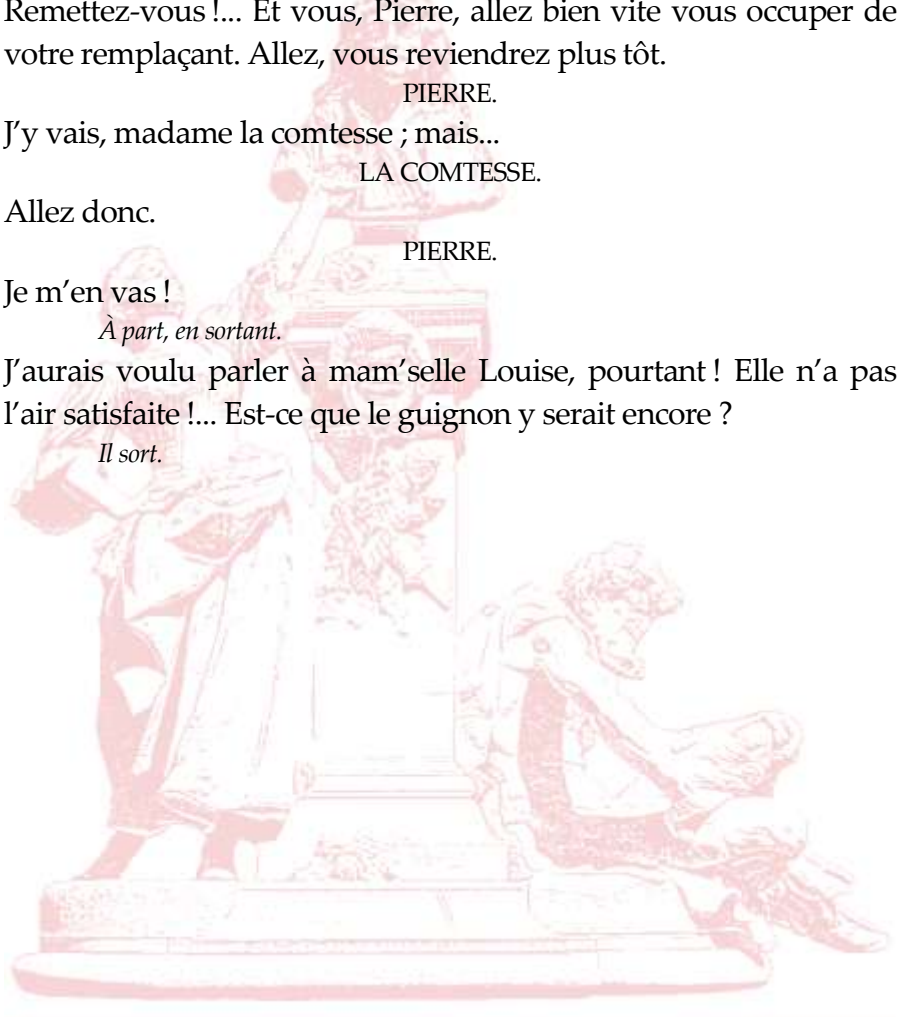 Remettez-vous !... Et vous, Pierre, allez bien vite vous occuper de
votre remplaçant. Allez, vous reviendrez plus tôt.
PIERRE.
J’y vais, madame la comtesse ; mais...
LA COMTESSE.
Allez donc.
PIERRE.
Je m’en vas !
À part, en sortant.
J’aurais voulu parler à mam’selle Louise, pourtant ! Elle n’a pas
l’air satisfaite !... Est-ce que le guignon y serait encore ?
Il sort.